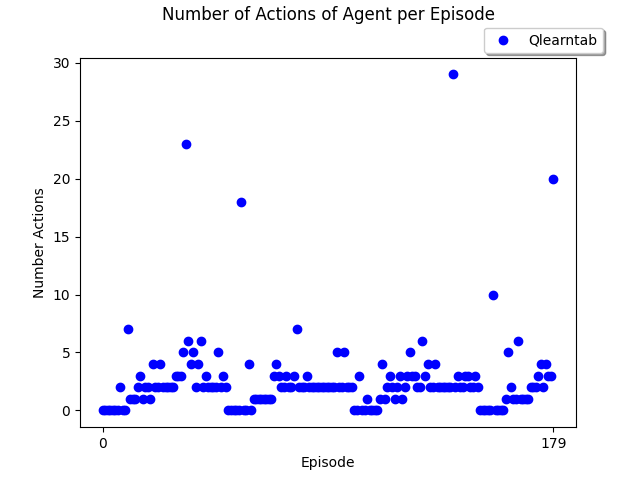 Number of Actions of Agent per Episode
Qlearntab
30
25
20
15
10
5
0
Number Actions
0 179
Episode